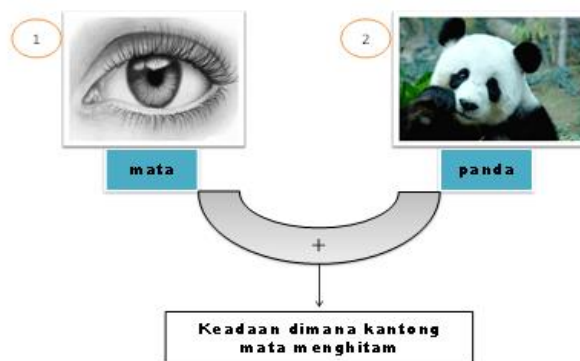 1
2
mata
panda
+
Keadaan dimana kantong
mata menghitam